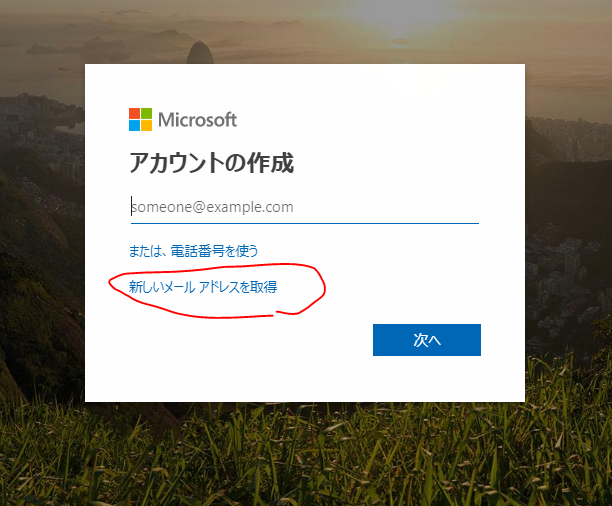 Microsoft
アカウントの作成
someone@example.com
または、電話番号を使う
新しいメール アドレスを取得
次へ